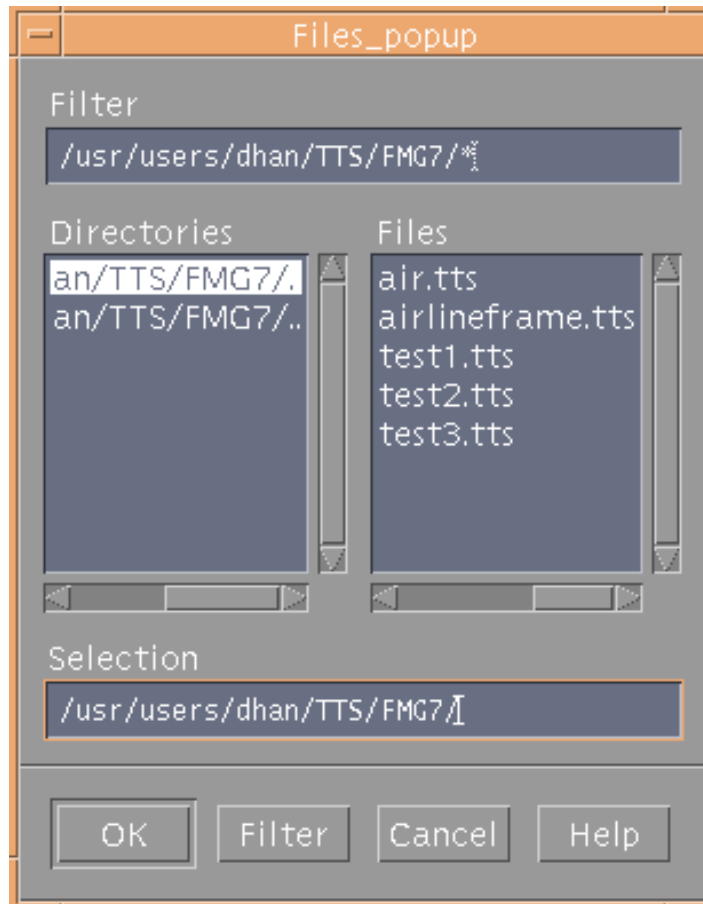 Files_popup
Filter
/usr/users/dhan/TTS/FMG7/*
Directories
an/TTS/FMG7/.
an/TTS/FMG7/..
Files
air.tts
airlineframe.tts
test1.tts
test2.tts
test3.tts
Selection
/usr/users/dhan/TTS/FMG7/
OK Filter Cancel Help